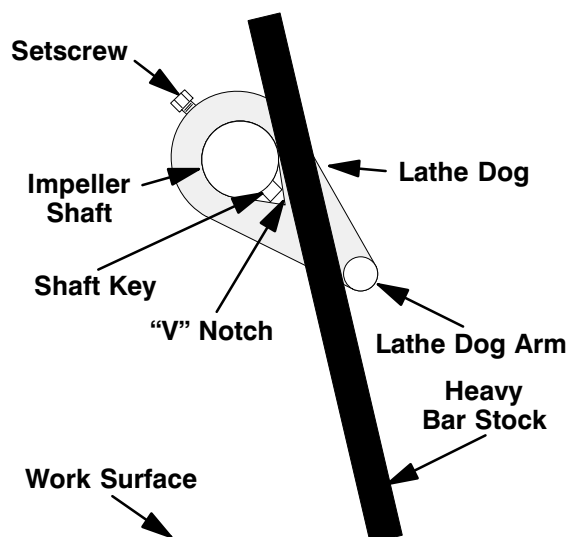 Setscrew
Impeller
Shaft
Lathe Dog
Shaft Key
“V” Notch
Lathe Dog Arm
Heavy
Bar Stock
Work Surface